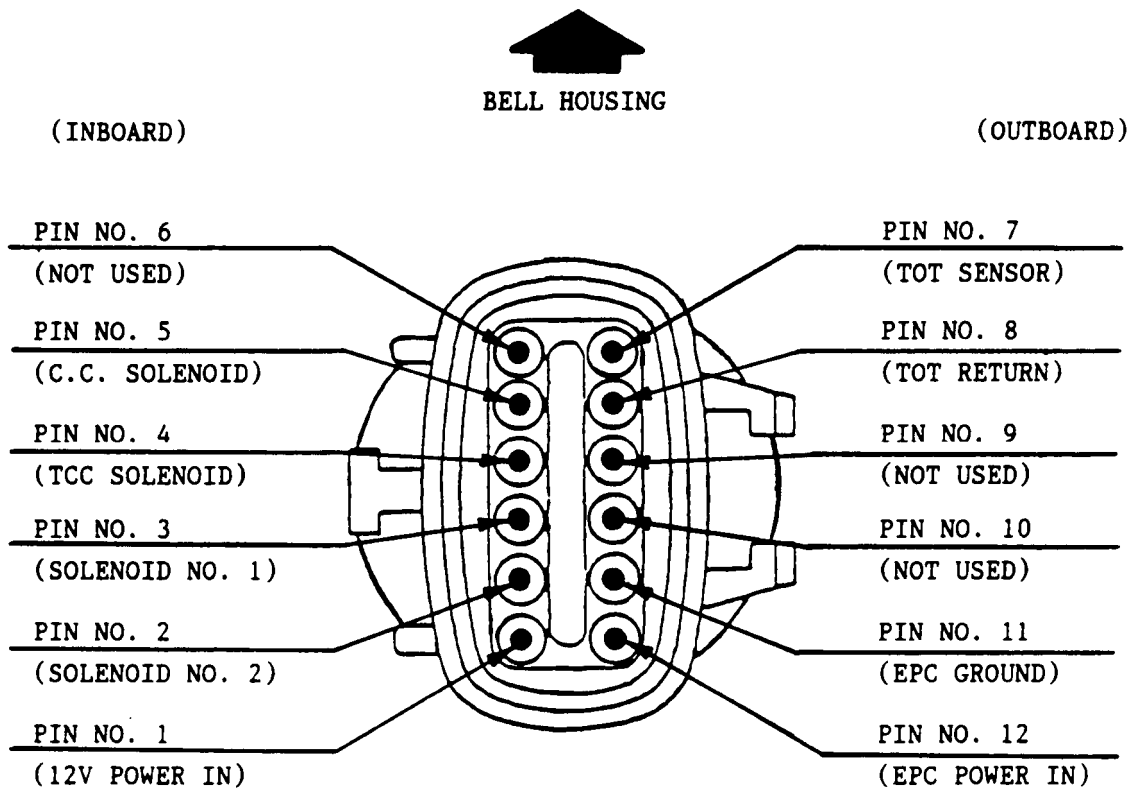 BELL HOUSING
(INBOARD)
(OUTBOARD)
PIN NO. 6
(NOT USED)
PIN NO. 5
(C.C. SOLENOID)
PIN NO. 4
(TCC SOLENOID)
PIN NO. 3
(SOLENOID NO. 1)
PIN NO. 2
(SOLENOID NO. 2)
PIN NO. 1
(12V POWER IN)
PIN NO. 7
(TOT SENSOR)
PIN NO. 8
(TOT RETURN)
PIN NO. 9
(NOT USED)
PIN NO. 10
(NOT USED)
PIN NO. 11
(EPC GROUND)
PIN NO. 12
(EPC POWER IN)